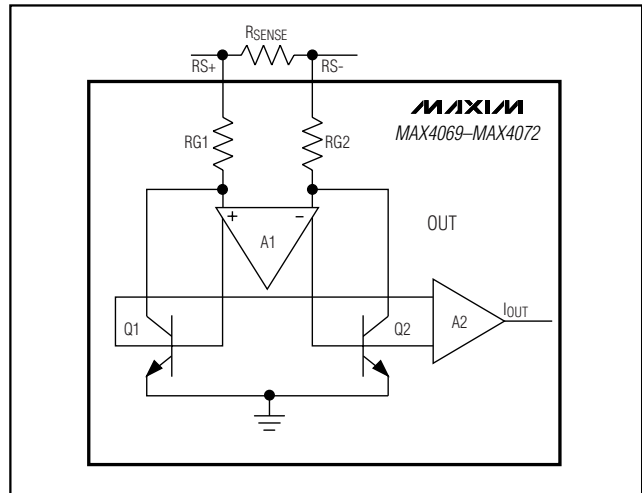 RSENSE
RS+ RS-
MAXIM
MAX4069–MAX4072
RG1 RG2
+ −
A1
OUT
Q1 Q2 A2 IOUT